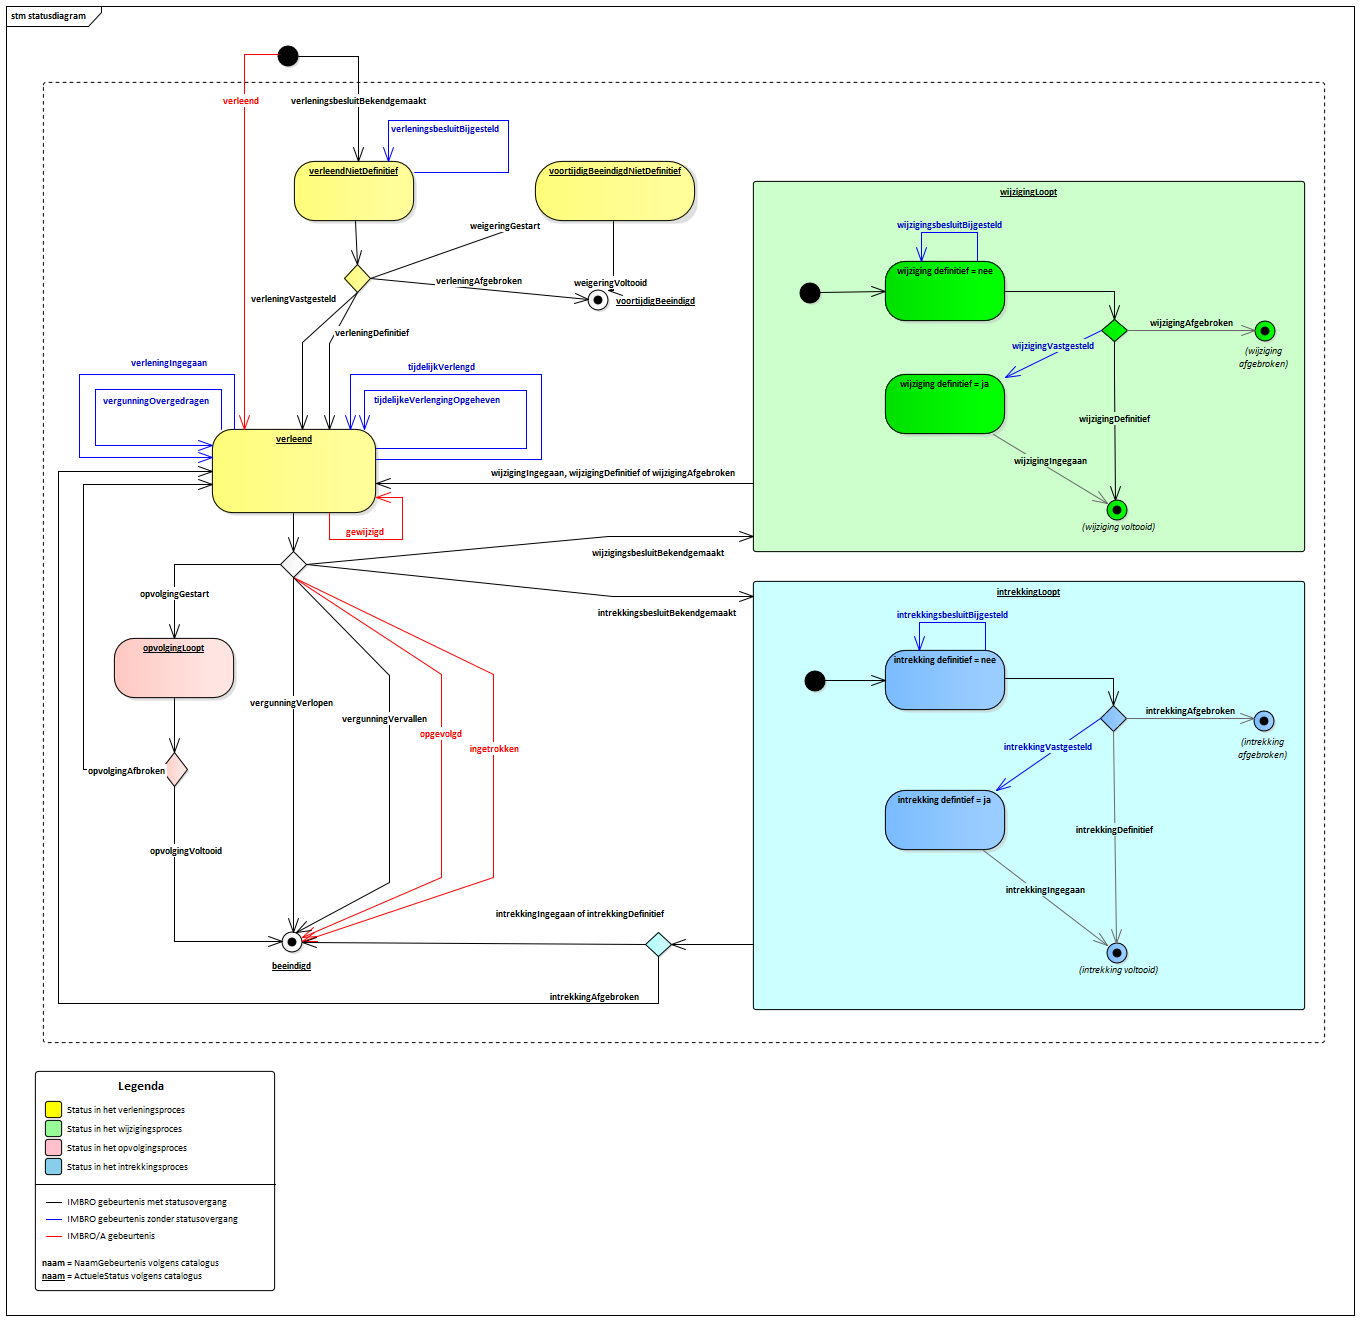 stm statusdiagram
verleend
verleningsbesluitBekendgemaakt
verleningsbesluitBijgesteld
verleendNietDefinitief
voortijdigBeeindigdNietDefinitief
weigeringGestart
verleningAfgebroken
weigeringVoltooid
voortijdigBeeindigd
verleningVastgesteld
verleningDefinitief
verleningIngegaan
vergunningOvergedragen
tijdelijkVerlengd
tijdelijkeVerlengingOpgeheven
verleend
gewijzigd
wijzigingIngegaan, wijzigingDefinitief of wijzigingAfgebroken
wijzigingsbesluitBekendgemaakt
intrekkingsbesluitBekendgemaakt
opvolgingGestart
opvolgingLoopt
opvolgingAfbroken
opvolgingVoltooid
vergunningVerlopen
vergunningVervallen
opgevolgd
ingetrokken
beeindigd
intrekkingIngegaan of intrekkingDefinitief
intrekkingAfgebroken
wijzigingLoopt
wijzigingsbesluitBijgesteld
wijziging definitief = nee
wijzigingAfgebroken
(wijziging
afgebroken)
wijzigingVastgesteld
wijziging definitief = ja
wijzigingDefinitief
wijzigingIngegaan
(wijziging voltooid)
intrekkingLoopt
intrekkingsbesluitBijgesteld
intrekking definitief = nee
intrekkingAfgebroken
(intrekking
afgebroken)
intrekkingVastgesteld
intrekking defintief = ja
intrekkingDefinitief
intrekkingIngegaan
(intrekking voltooid)
Legenda
Status in het verleningsproces
Status in het wijzigingsproces
Status in het opvolgingsproces
Status in het intrekkingsproces
IMBRO gebeurtenis met statusovergang
IMBRO gebeurtenis zonder statusovergang
IMBRO/A gebeurtenis
naam = NaamGebeurtenis volgens catalogus
naam = ActueleStatus volgens catalogus